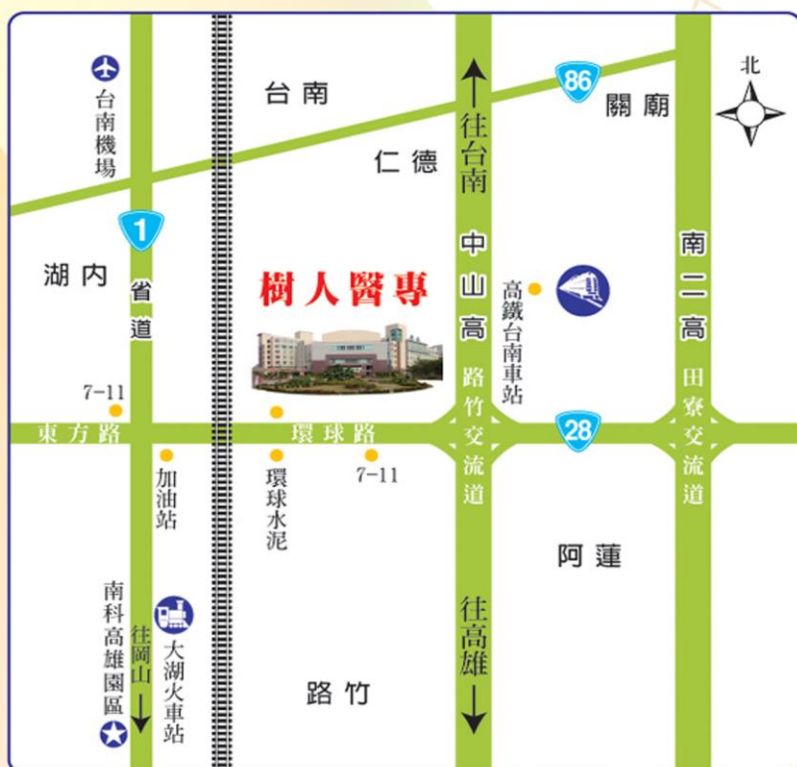 北
台南
86
關廟
台南機場
往台南
仁德
1
省道
湖内
樹人醫專
中山高
高鐵台南車站
南二高
7-11
路竹交流道
田寮交流道
東方路
環球路
28
加油站
環球水泥
7-11
阿蓮
南科高雄園區
往岡山
大湖火車站
往高雄
路竹